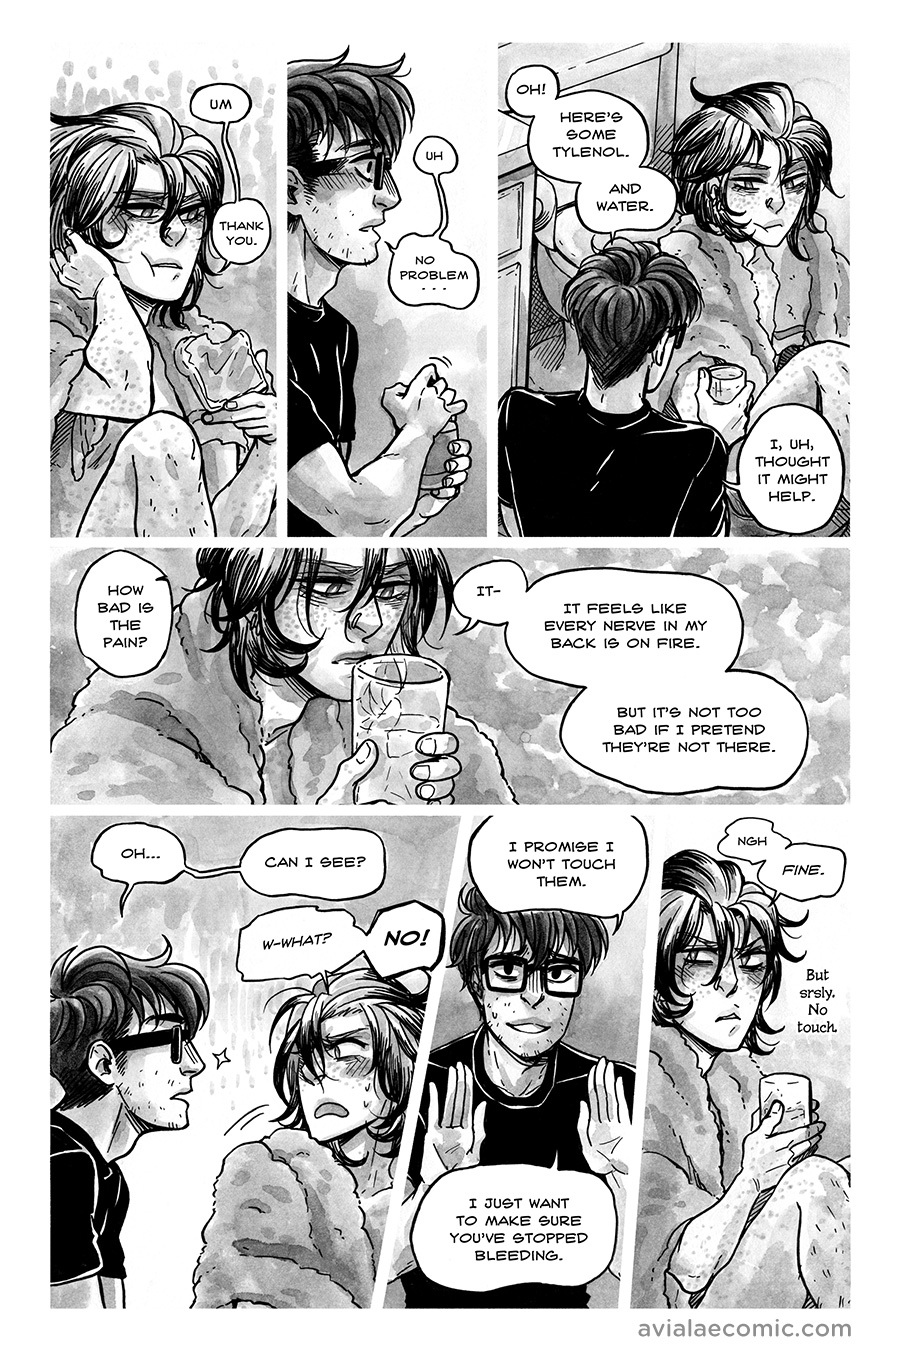 UM
THANK
YOU.
UH
NO
PROBLEM
. . .
OH!
HERE'S
SOME
TYLENOL.
AND
WATER.
I, UH,
THOUGHT
IT MIGHT
HELP.
HOW
BAD IS
THE
PAIN?
IT-
IT FEELS LIKE
EVERY NERVE IN MY
BACK IS ON FIRE.
BUT IT'S NOT TOO
BAD IF I PRETEND
THEY'RE NOT THERE.
OH...
CAN I SEE?
W-WHAT?
NO!
I PROMISE I
WON'T TOUCH
THEM.
I JUST WANT
TO MAKE SURE
YOU'VE STOPPED
BLEEDING.
NGH
FINE.
But
srsly.
No
touch.
avialaecomic.com